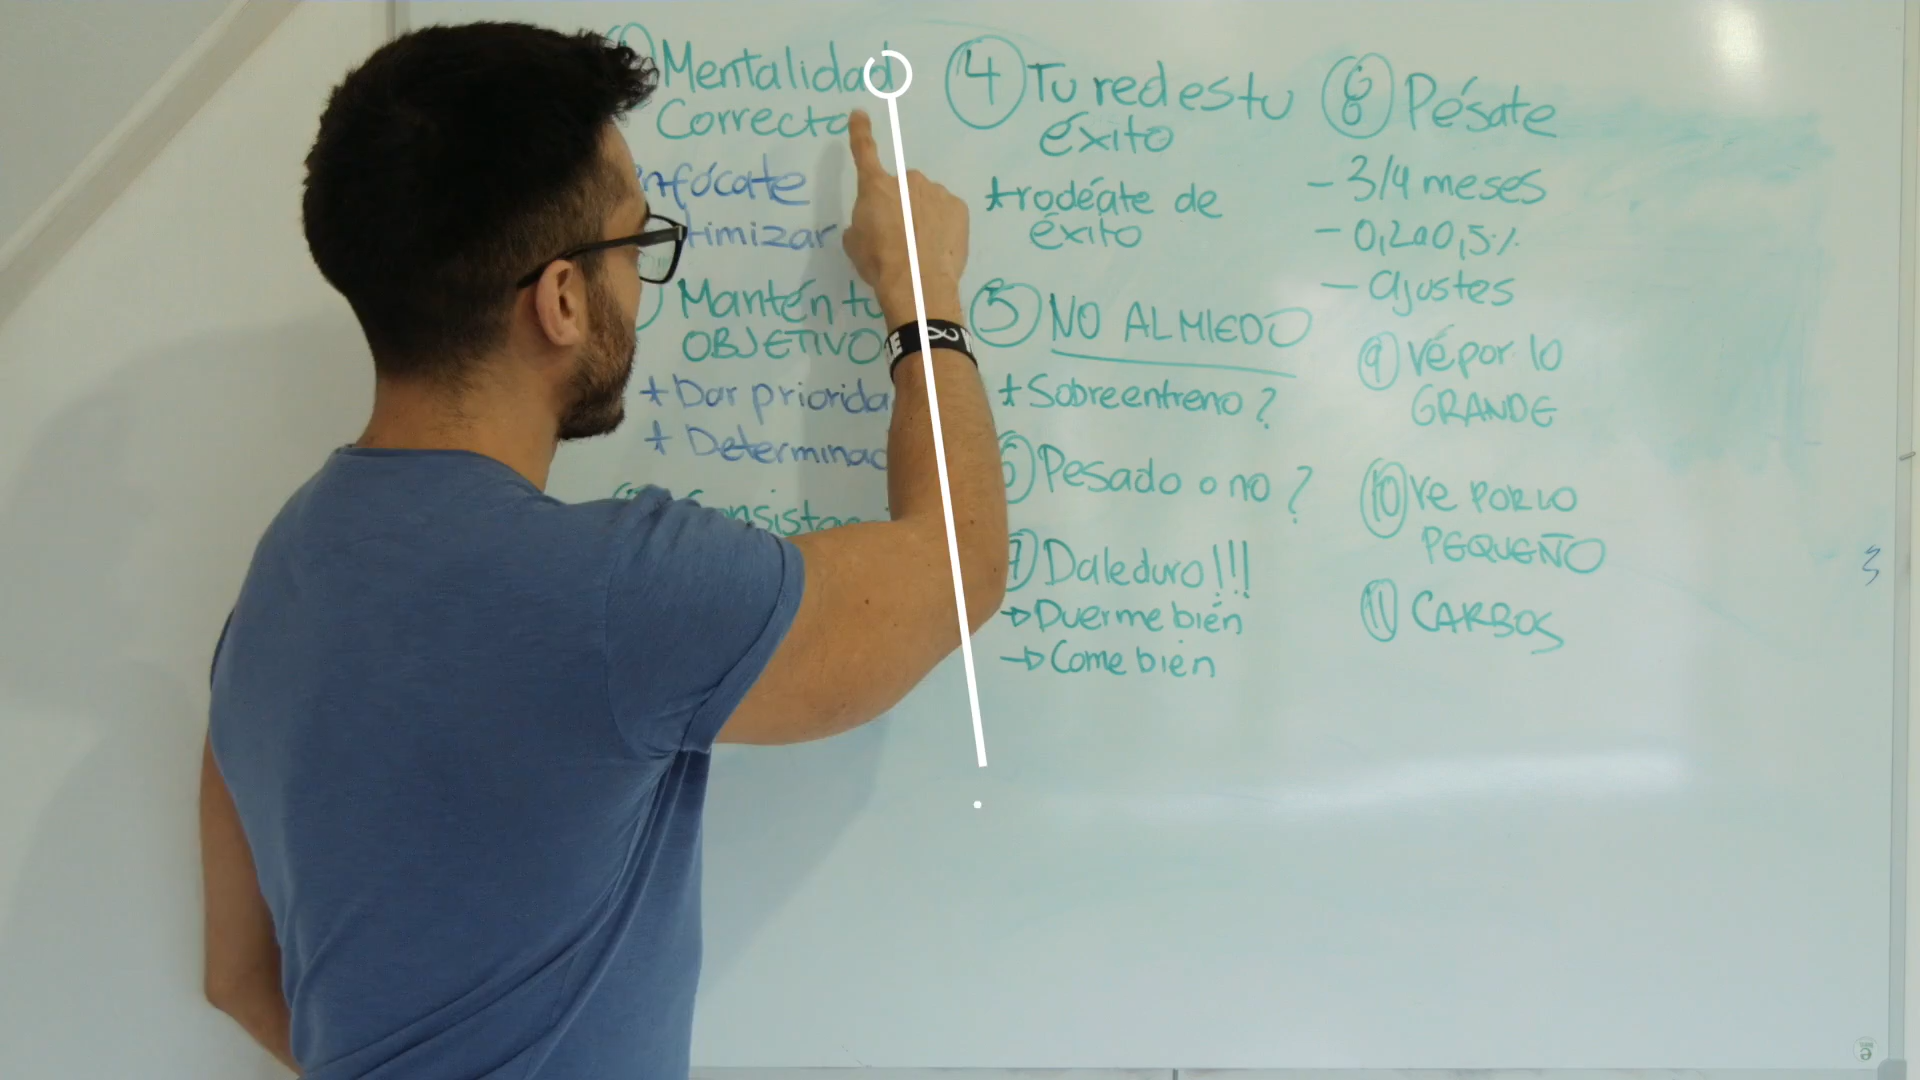 Mentalidad
Correcta
nfócate
timizar
Mantén tu
OBJETIVO
* Dar priorida
* Determinac
4 Tu red es tu
éxito
* rodéate de
éxito
5 NO AL MIEDO
* Sobreentreno?
6 Pesado o no?
7 Dale duro!!!
→ Duerme bién
→ Come bién
8 Pésate
- 3/4 meses
- 0,2 a 0,5%
- ajustes
9 Vé por lo
GRANDE
10 Ve POR LO
PEQUEÑO
11 CARBOS